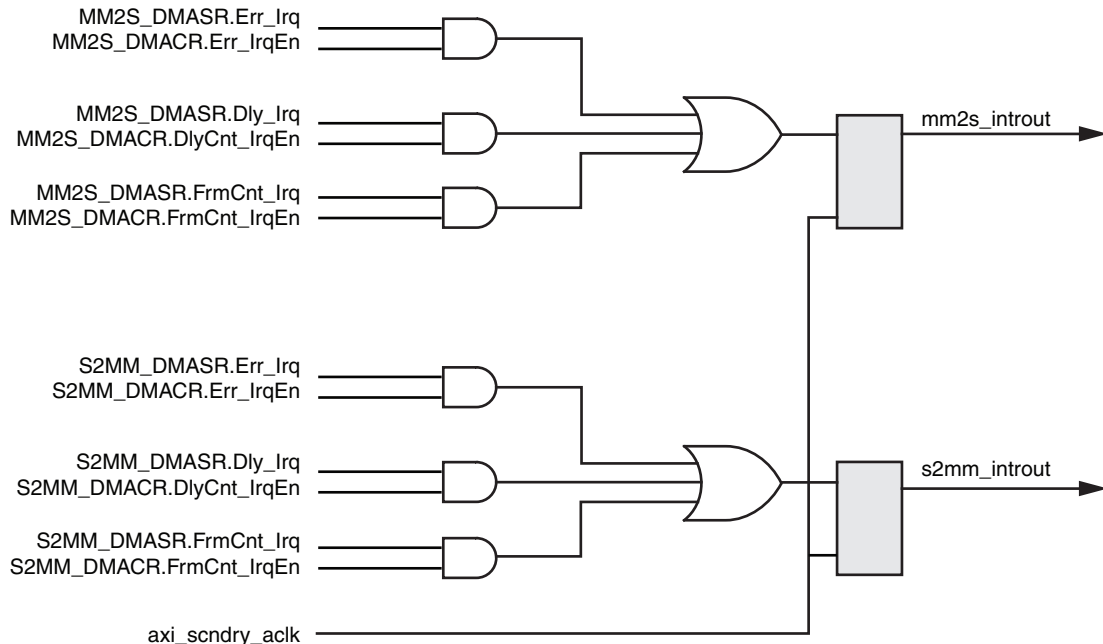 MM2S_DMASR.Err_Irq
MM2S_DMACR.Err_IrqEn
MM2S_DMASR.Dly_Irq
MM2S_DMACR.DlyCnt_IrqEn
mm2s_introut
MM2S_DMASR.FrmCnt_Irq
MM2S_DMACR.FrmCnt_IrqEn
S2MM_DMASR.Err_Irq
S2MM_DMACR.Err_IrqEn
S2MM_DMASR.Dly_Irq
S2MM_DMACR.DlyCnt_IrqEn
s2mm_introut
S2MM_DMASR.FrmCnt_Irq
S2MM_DMACR.FrmCnt_IrqEn
axi_scndry_aclk